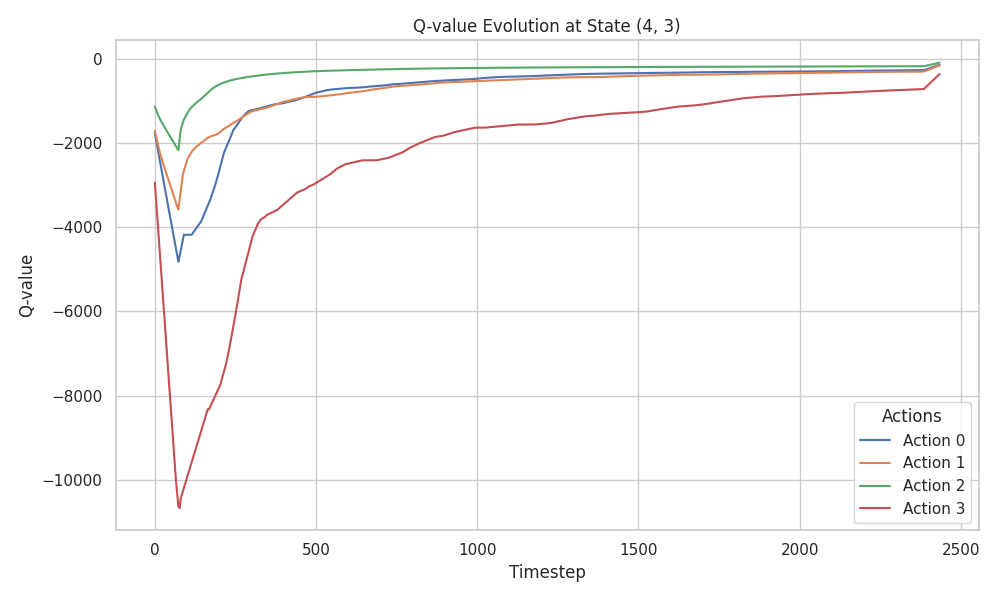 Q-value Evolution at State (4, 3)
Q-value
0
−2000
−4000
−6000
−8000
−10000
Actions
Action 0
Action 1
Action 2
Action 3
0 500 1000 1500 2000 2500
Timestep